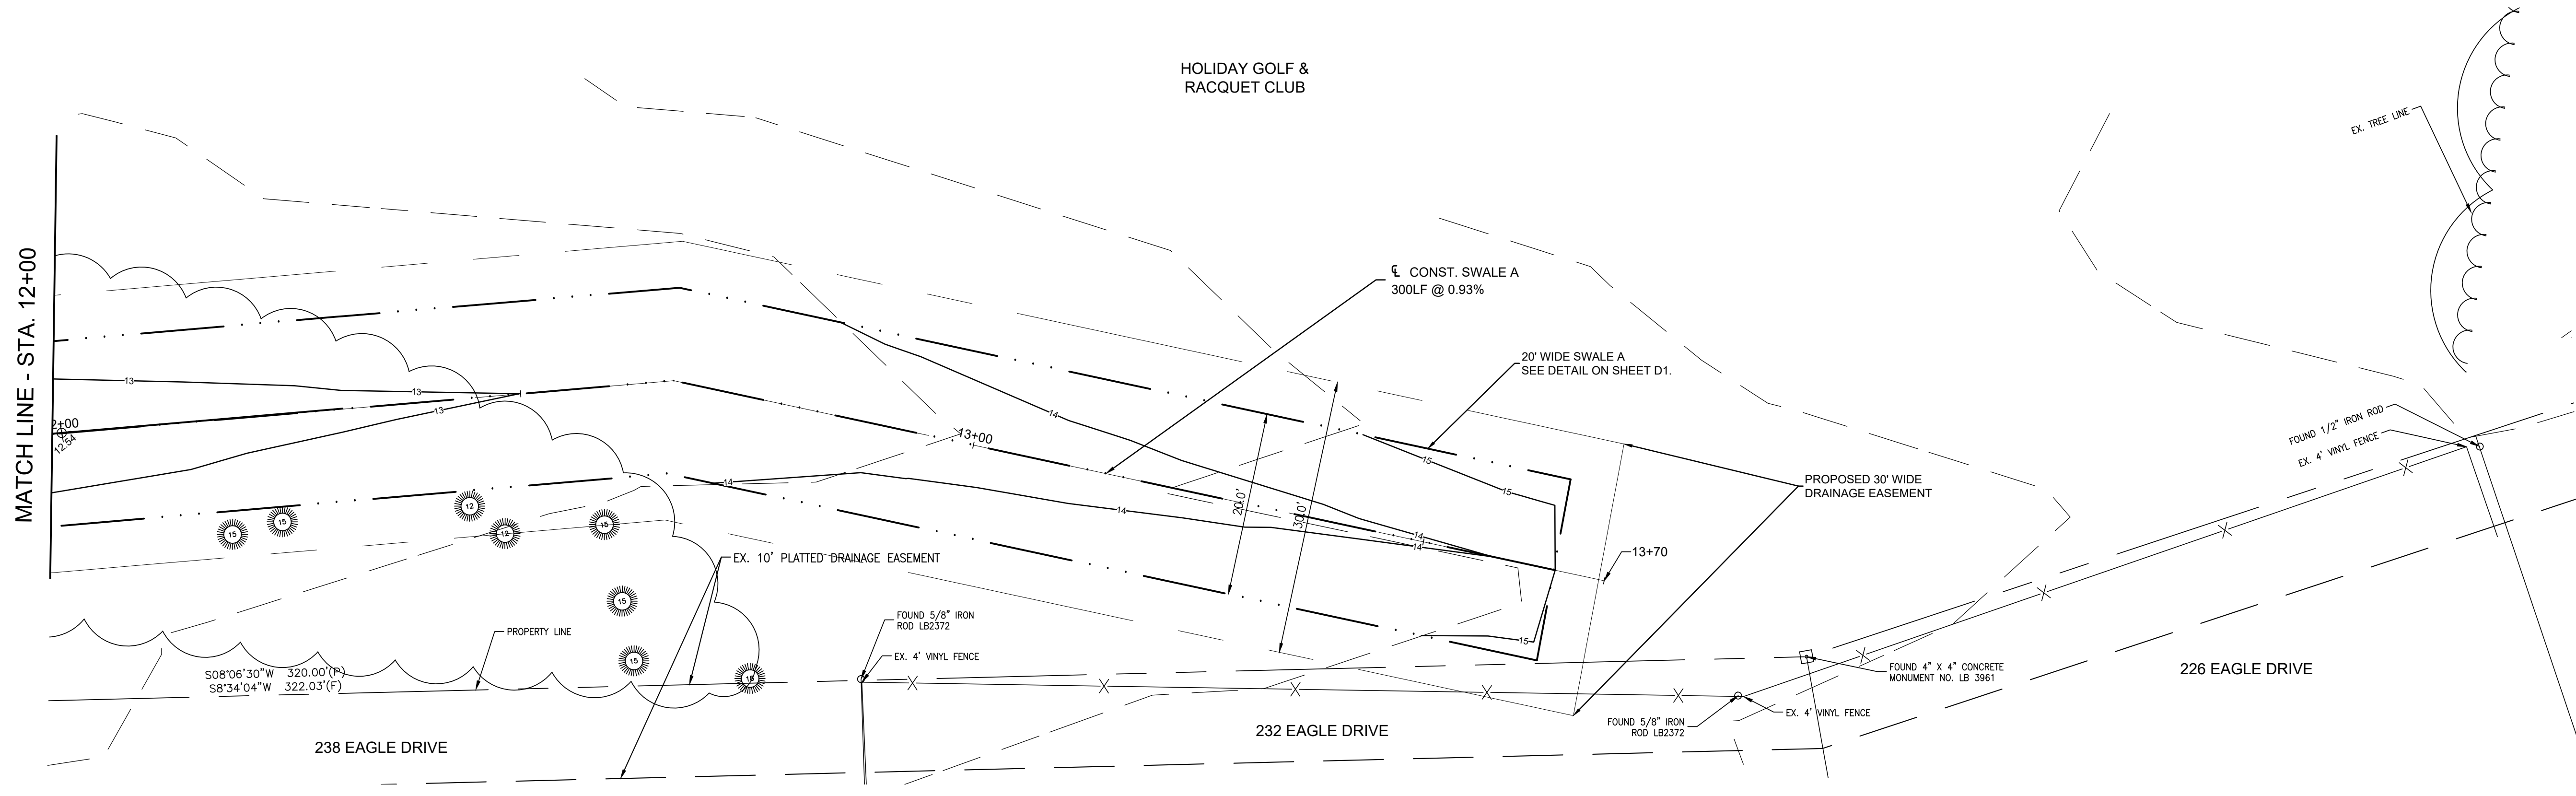 HOLIDAY GOLF &
RACQUET CLUB
EX. TREE LINE
MATCH LINE - STA. 12+00
℄ CONST. SWALE A
300LF @ 0.93%
20' WIDE SWALE A
SEE DETAIL ON SHEET D1.
13
13
13
2+00
12.54
13+00
14
14
14
14
14
15
15
15
20.0'
30.0'
FOUND 1/2" IRON ROD
EX. 4' VINYL FENCE
PROPOSED 30' WIDE
DRAINAGE EASEMENT
13+70
15
15
12
12
15
15
15
EX. 10' PLATTED DRAINAGE EASEMENT
PROPERTY LINE
FOUND 5/8" IRON
ROD LB2372
EX. 4' VINYL FENCE
S08°06'30"W 320.00'(P)
S8°34'04"W 322.03'(F)
FOUND 4" X 4" CONCRETE
MONUMENT NO. LB 3961
226 EAGLE DRIVE
EX. 4' VINYL FENCE
FOUND 5/8" IRON
ROD LB2372
232 EAGLE DRIVE
238 EAGLE DRIVE